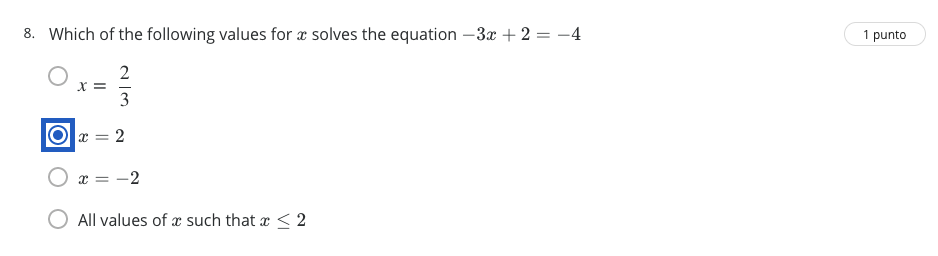 8. Which of the following values for x solves the equation −3x + 2 = −4
1 punto
x = 2/3
x = 2
x = −2
All values of x such that x ≤ 2